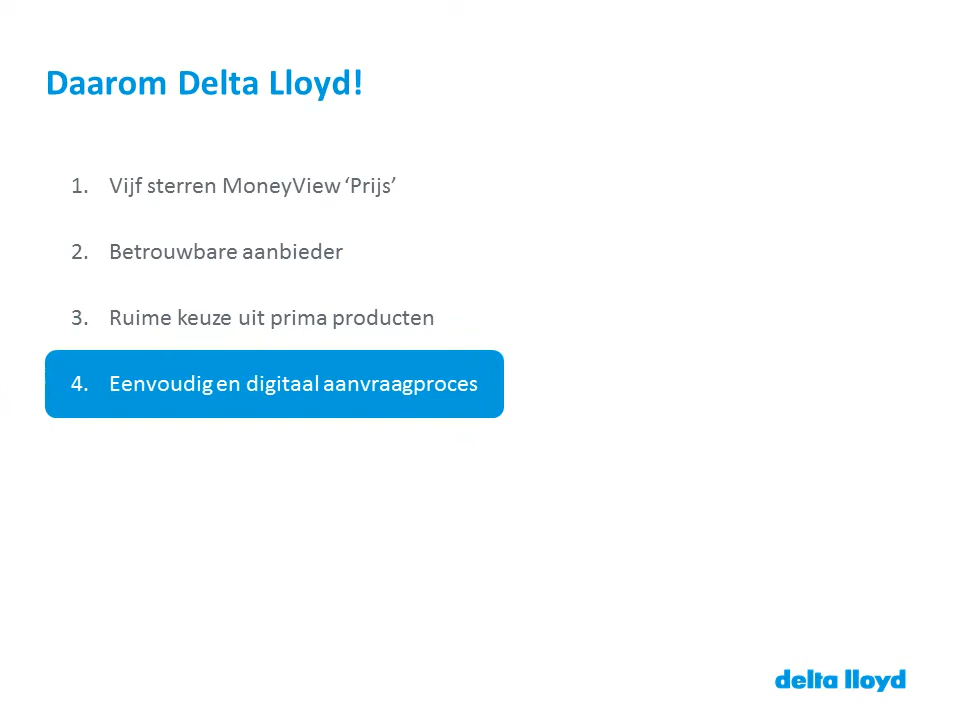 Daarom Delta Lloyd!
1. Vijf sterren MoneyView ‘Prijs’
2. Betrouwbare aanbieder
3. Ruime keuze uit prima producten
4. Eenvoudig en digitaal aanvraagproces
delta lloyd